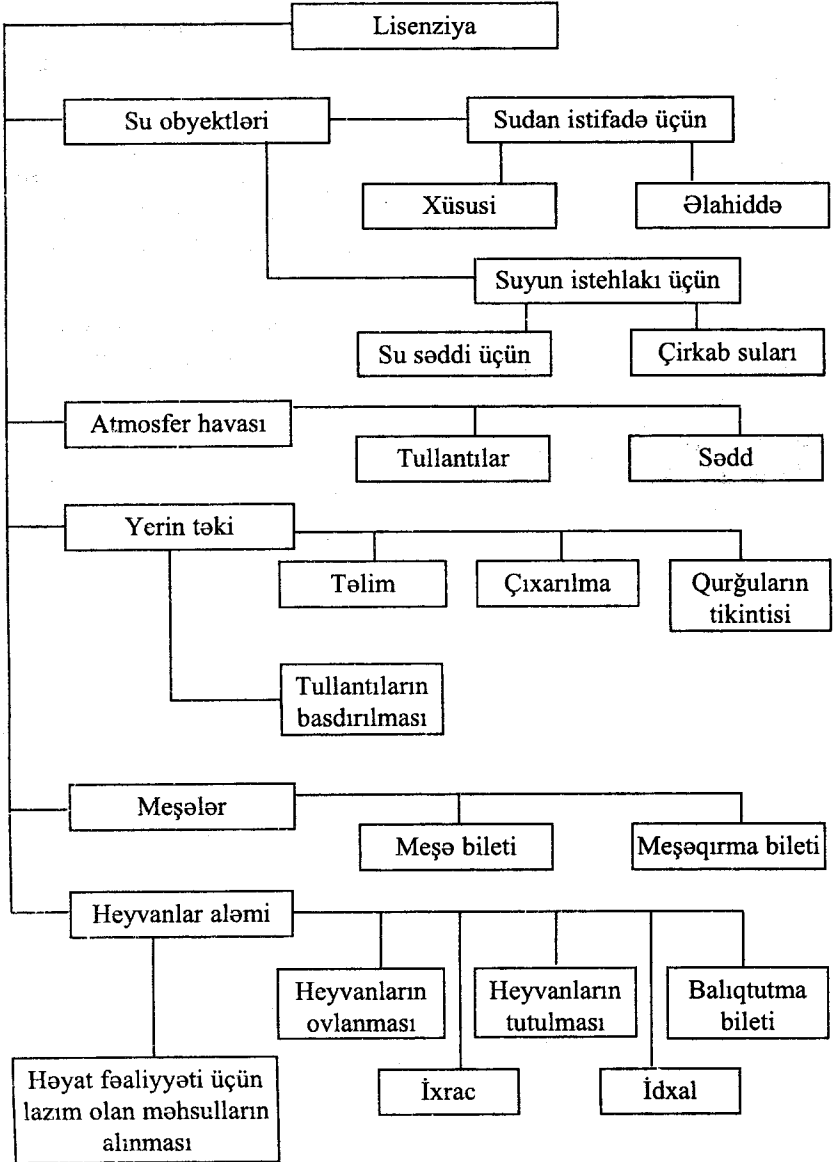 Lisenziya
Su obyektləri
Sudan istifadə üçün
Xüsusi
Əlahiddə
Suyun istehlakı üçün
Su səddi üçün
Çirkab suları
Atmosfer havası
Tullantılar
Sədd
Yerin təki
Təlim
Çıxarılma
Qurğuların
tikintisi
Tullantıların
basdırılması
Meşələr
Meşə bileti
Meşəqırma bileti
Heyvanlar aləmi
Heyvanların
ovlanması
Heyvanların
tutulması
Balıqtutma
bileti
Həyat fəaliyyəti üçün
lazım olan məhsulların
alınması
İxrac
İdxal